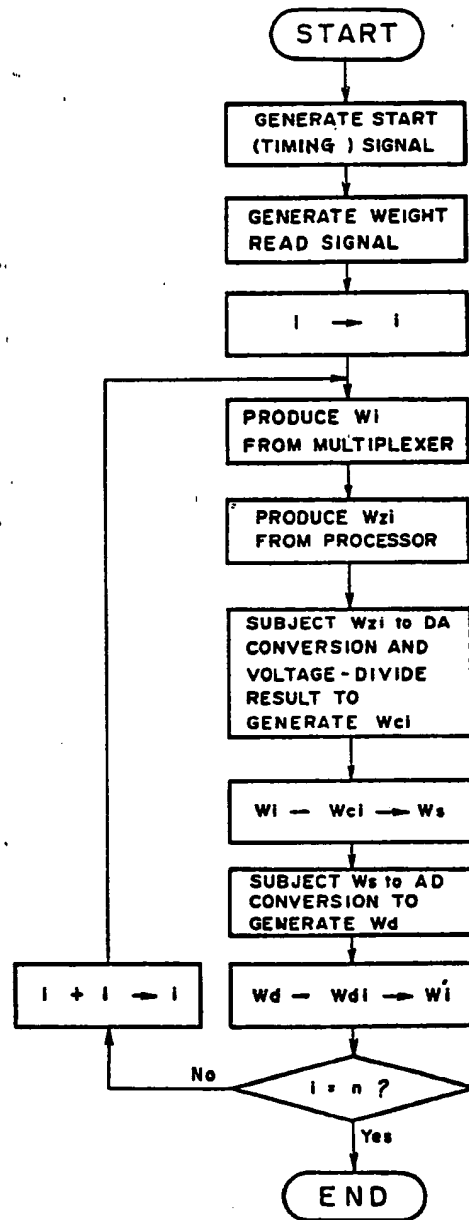 START
GENERATE START
(TIMING ) SIGNAL
GENERATE WEIGHT
READ SIGNAL
I → i
PRODUCE Wi
FROM MULTIPLEXER
PRODUCE Wzi
FROM PROCESSOR
SUBJECT Wzi to DA
CONVERSION AND
VOLTAGE-DIVIDE
RESULT TO
GENERATE Wci
Wi − Wci → Ws
SUBJECT Ws to AD
CONVERSION TO
GENERATE Wd
i + I → i
Wd − Wdi → W'i
No
i = n ?
Yes
END